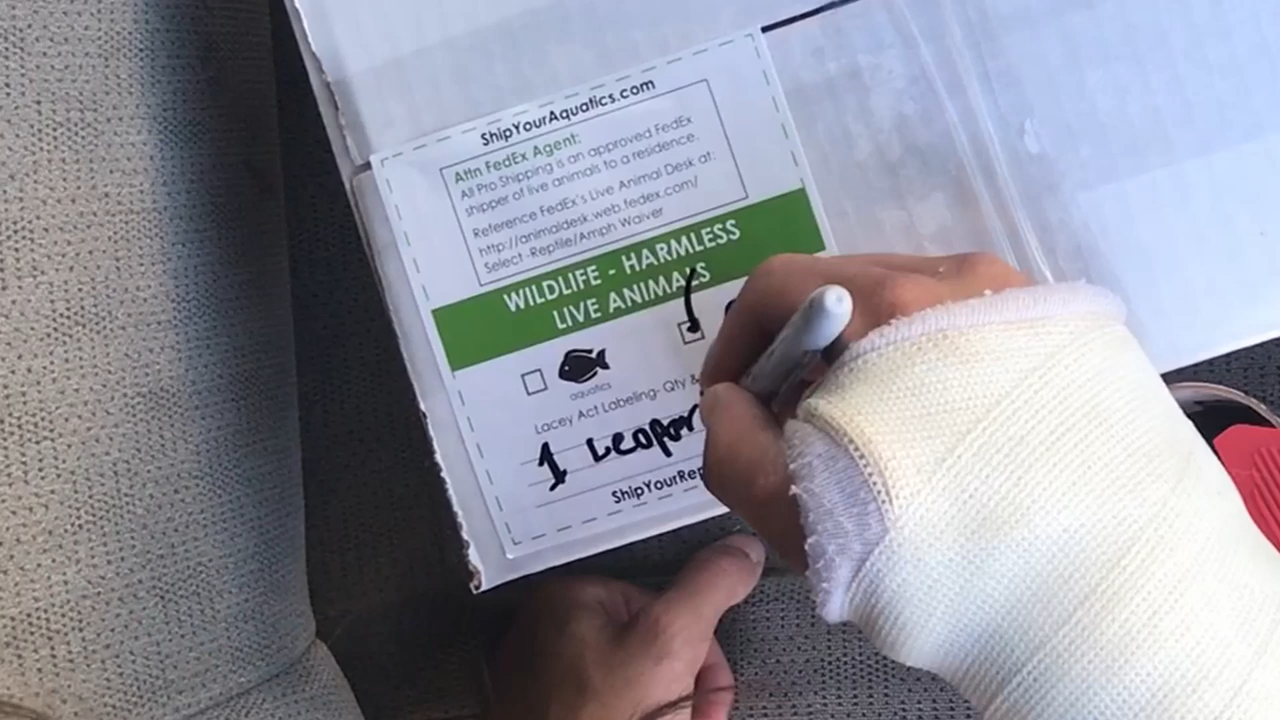 ShipYourAquatics.com
Attn FedEx Agent:
All Pro Shipping is an approved FedEx
shipper of live animals to a residence.
Reference FedEx's Live Animal Desk at:
http://animaldesk.web.fedex.com/
Select -Reptile/Amph Waiver
WILDLIFE - HARMLESS
LIVE ANIMALS
aquatics
Lacey Act Labeling- Qty &
1 Leopar
ShipYourRep